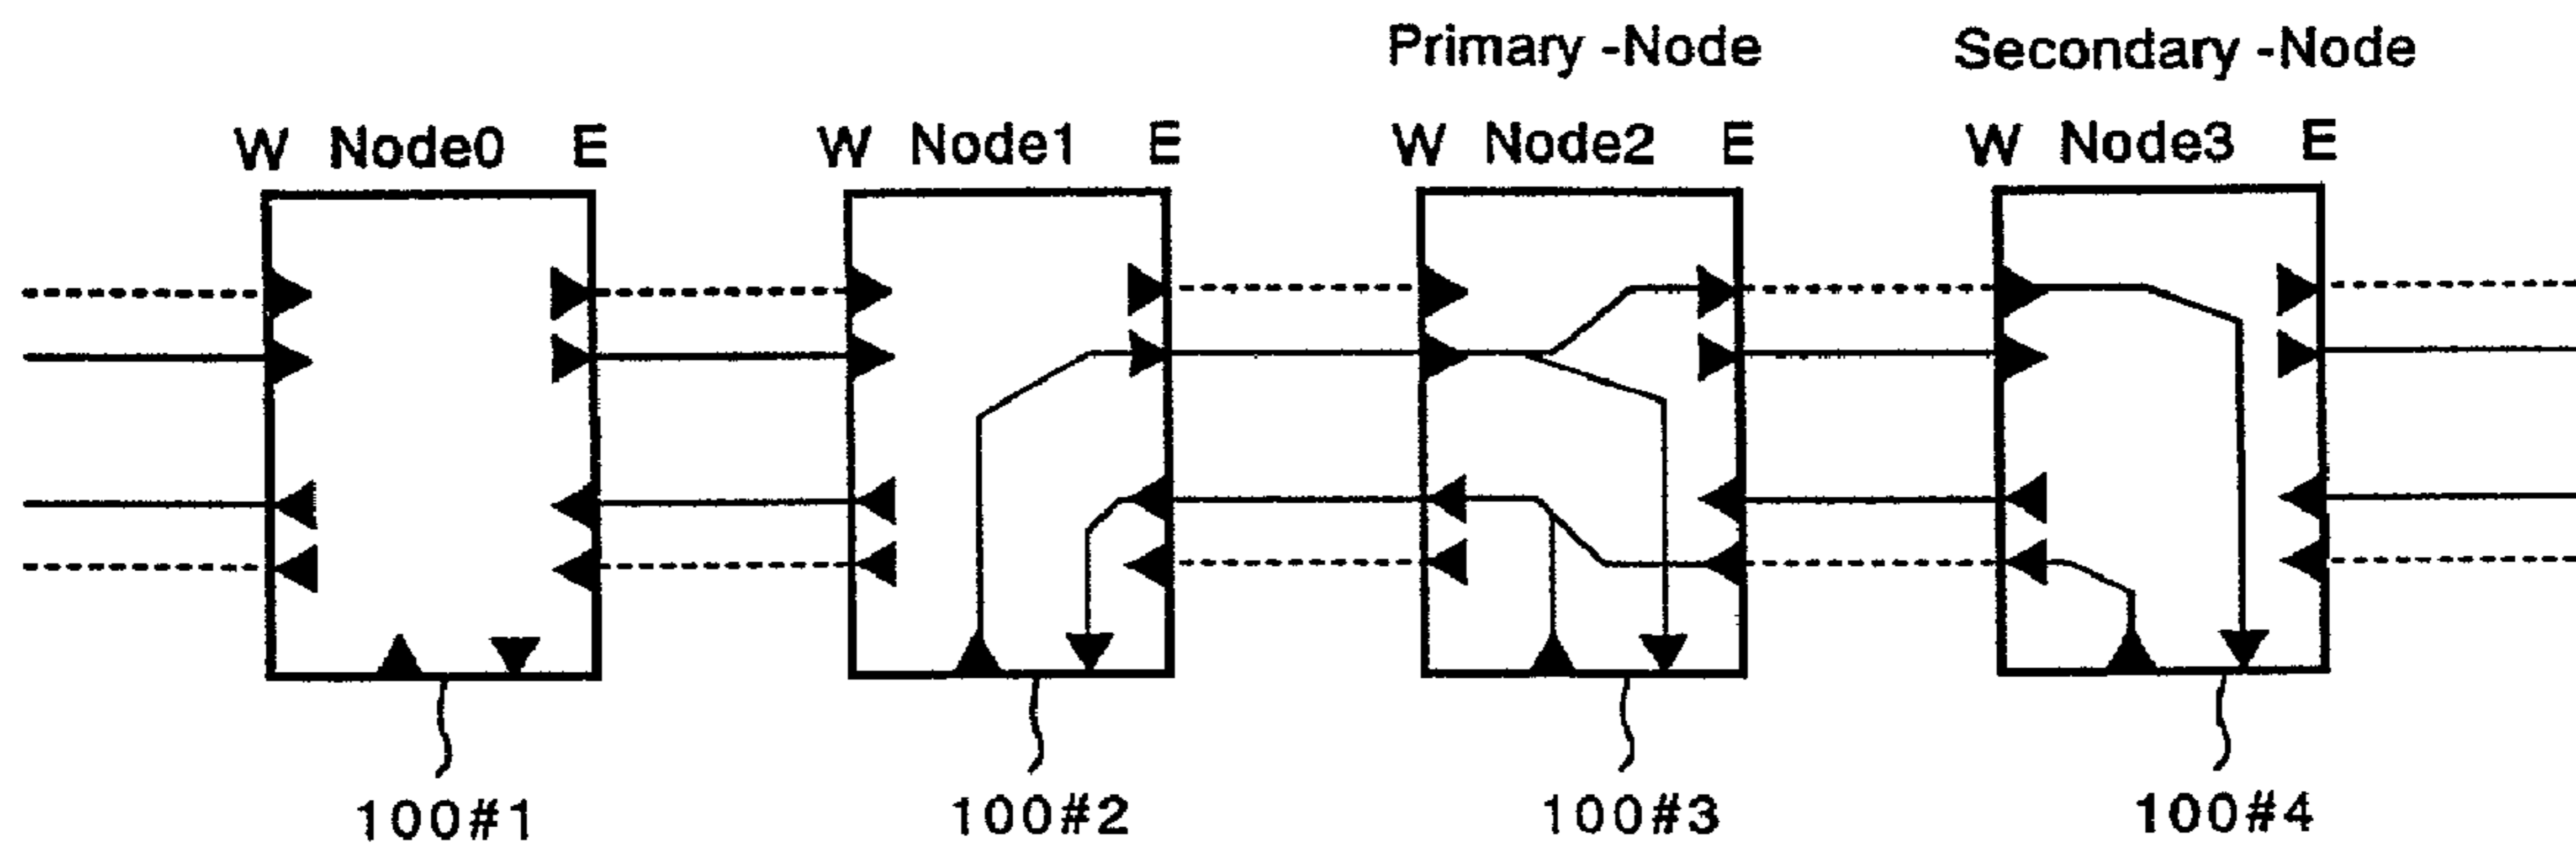 Primary -Node Secondary -Node
W Node0 E W Node1 E W Node2 E W Node3 E
100#1 100#2 100#3 100#4